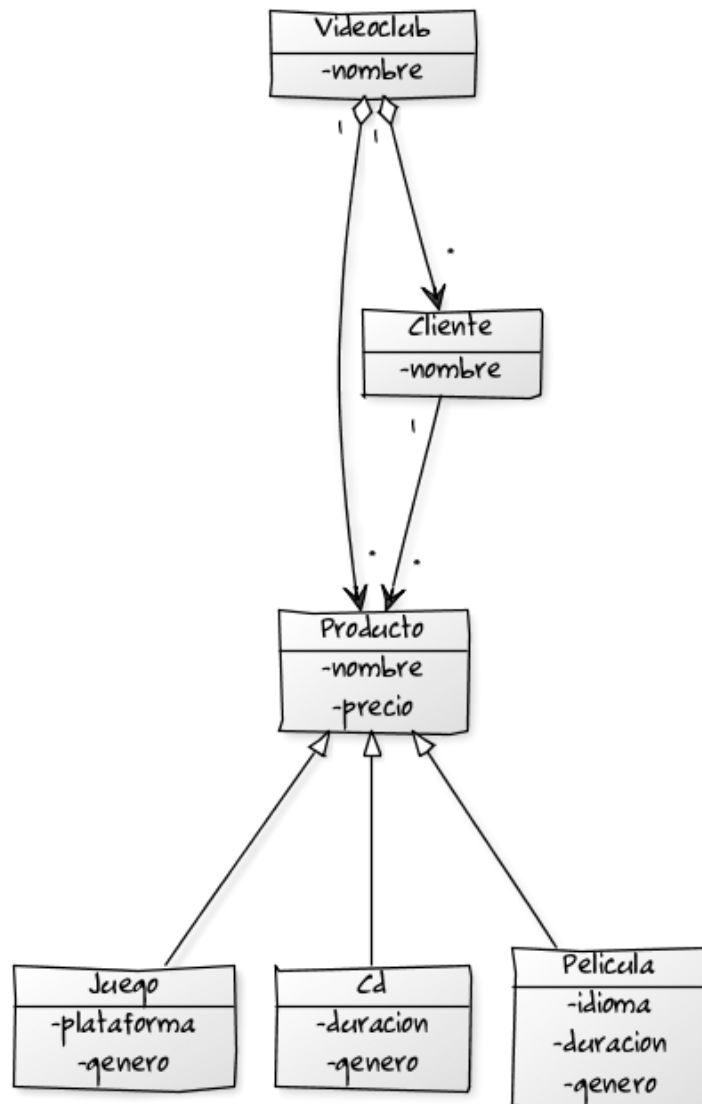 Videoclub
-nombre
1
1
*
Cliente
-nombre
1
*
*
Producto
-nombre
-precio
Juego
-plataforma
-genero
Cd
-duracion
-genero
Pelicula
-idioma
-duracion
-genero